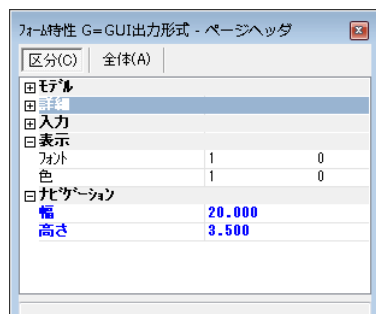 ﾌｫｰﾑ特性 G=GUI出力形式 - ページヘッダ
区分(C) 全体(A)
ﾓﾃﾞﾙ
詳細
入力
表示
ﾌｫﾝﾄ 1 0
色 1 0
ﾅﾋﾞｹﾞｰｼｮﾝ
幅 20.000
高さ 3.500